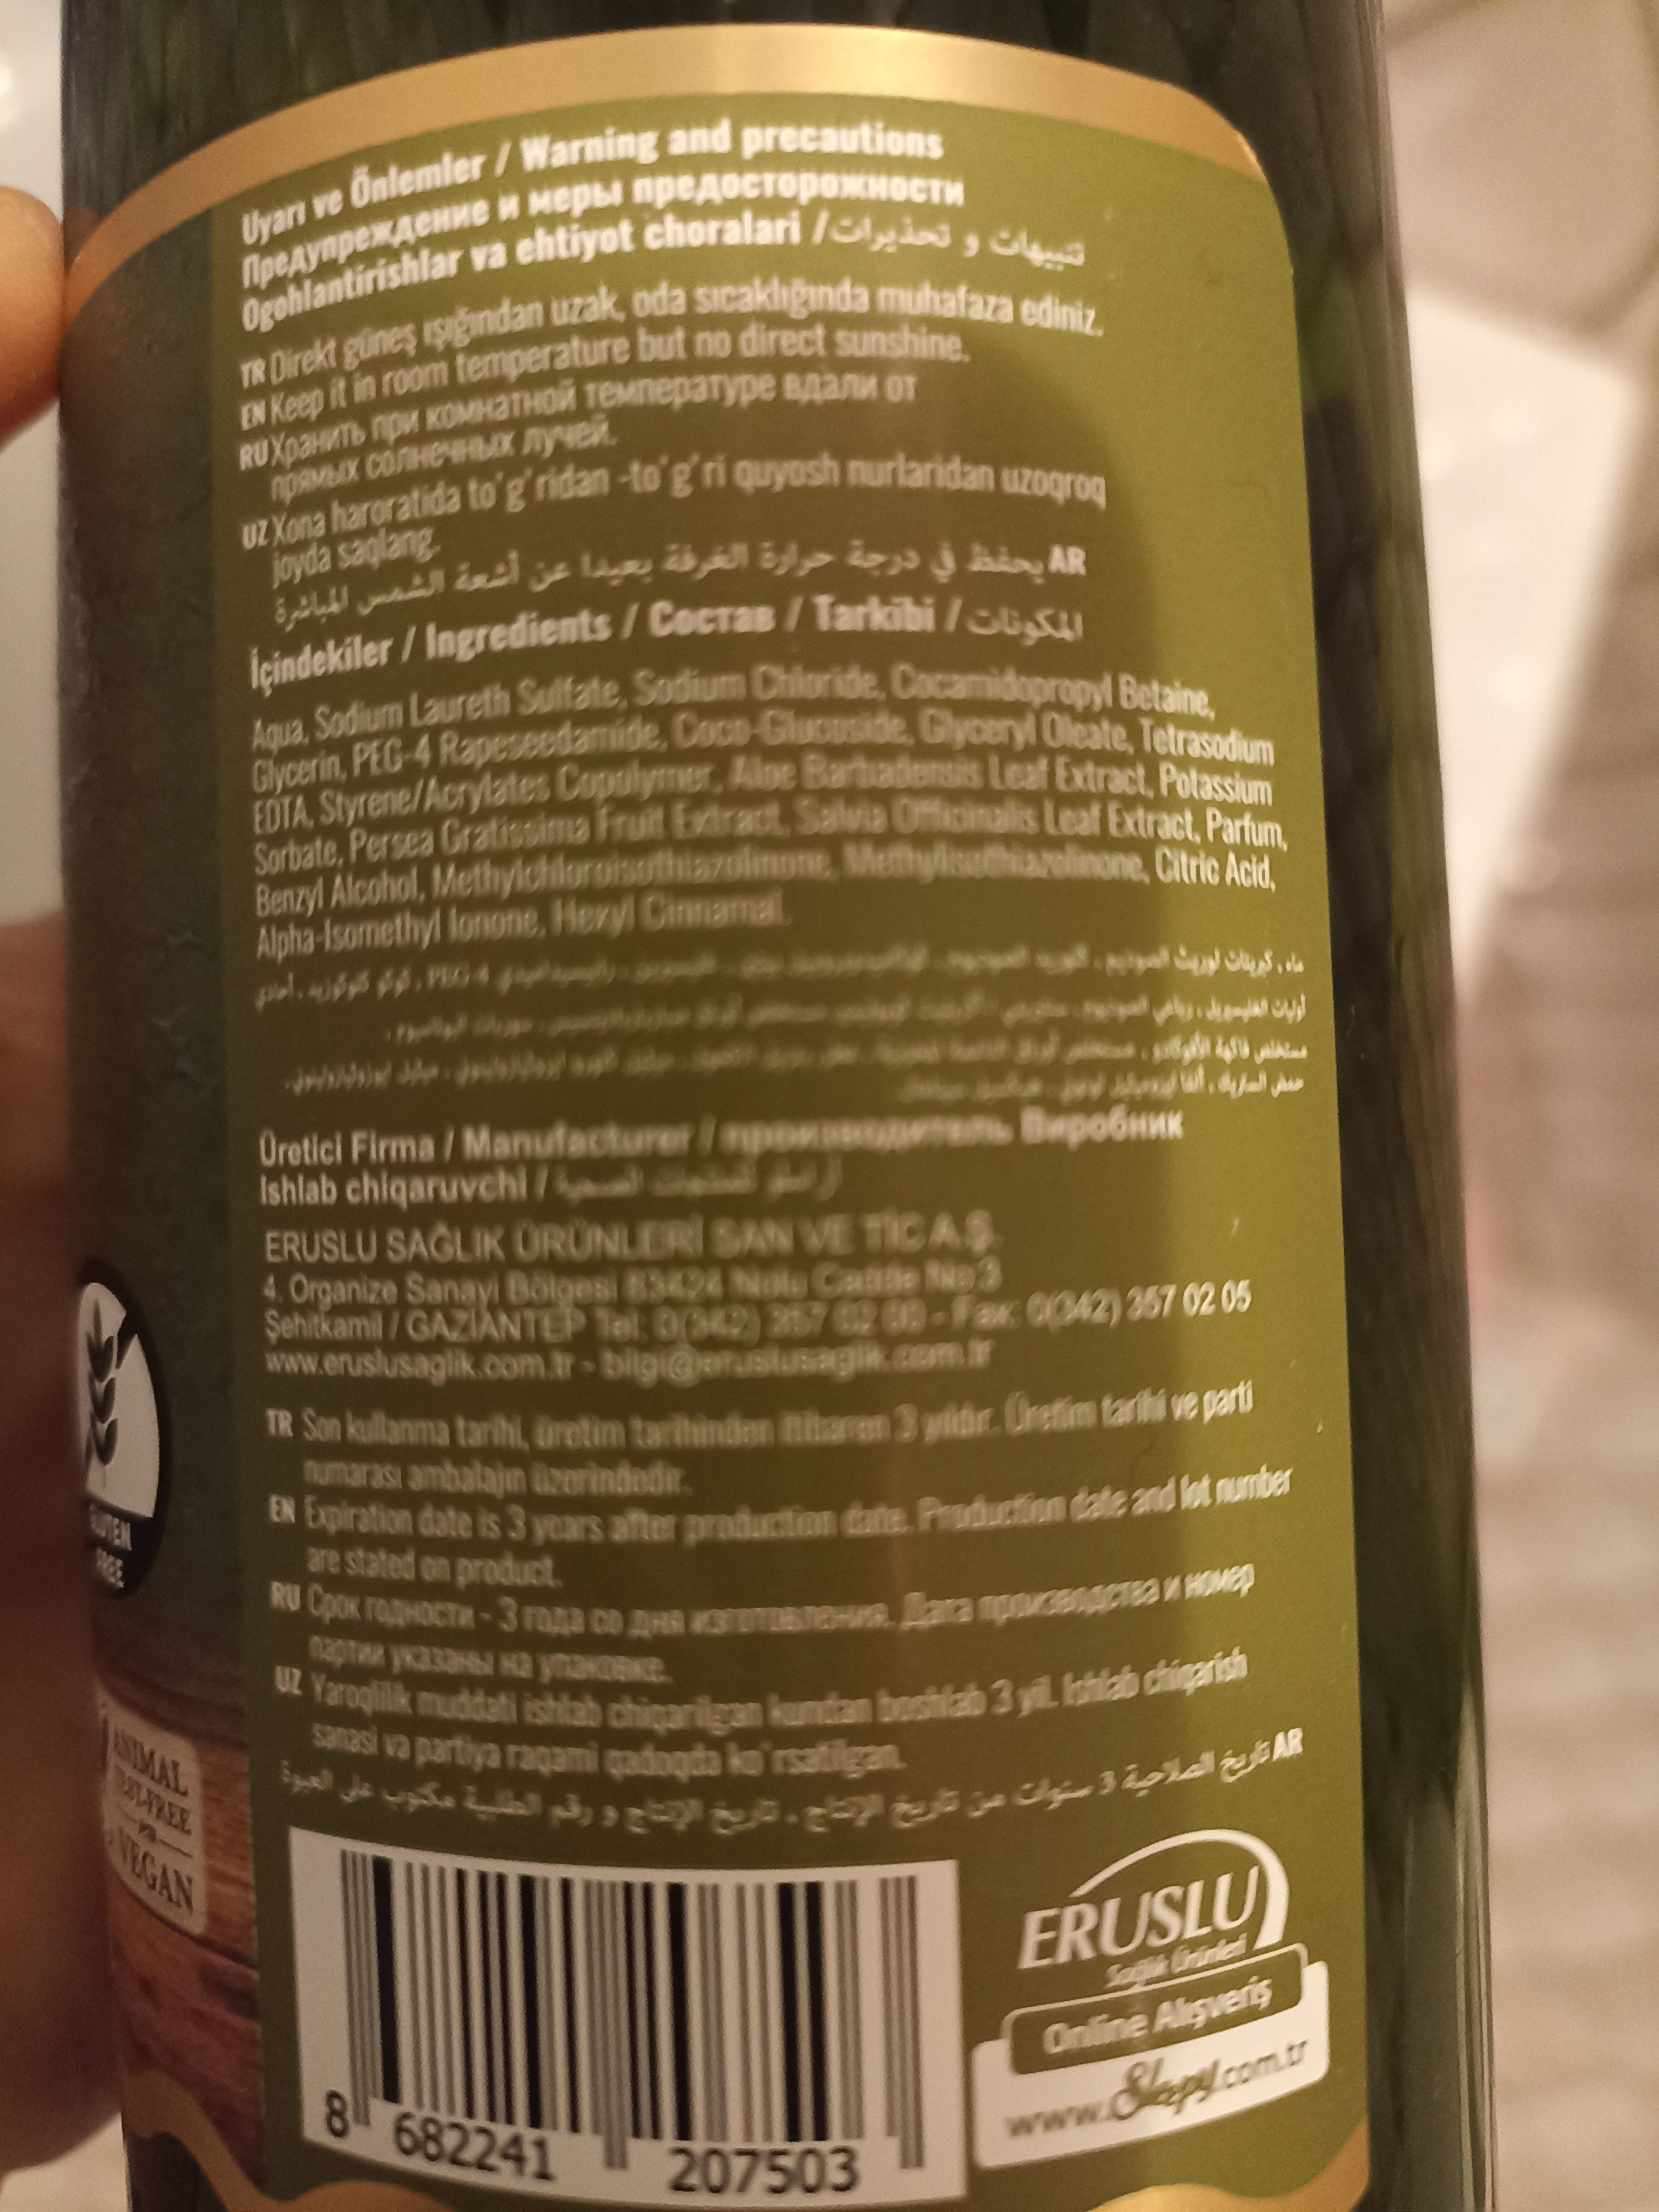 Uyarı ve Önlemler / Warning and precautions
Предупреждение и меры предосторожности
Ogohlantirishlar va ehtiyot choralari / تنبيهات و تحذيرات
TR Direkt güneş ışığından uzak, oda sıcaklığında muhafaza ediniz.
EN Keep it in room temperature but no direct sunshine.
RU Хранить при комнатной температуре вдали от
прямых солнечных лучей.
UZ Xona haroratida to'g'ridan -to'g'ri quyosh nurlaridan uzoqroq
joyda saqlang.
AR يحفظ في درجة حرارة الغرفة بعيدا عن أشعة الشمس المباشرة
İçindekiler / Ingredients / Состав / Tarkibi / المكونات
Aqua, Sodium Laureth Sulfate, Sodium Chloride, Cocamidopropyl Betaine,
Glycerin, PEG-4 Rapeseedamide, Coco-Glucoside, Glyceryl Oleate, Tetrasodium
EDTA, Styrene/Acrylates Copolymer, Aloe Barbadensis Leaf Extract, Potassium
Sorbate, Persea Gratissima Fruit Extract, Salvia Officinalis Leaf Extract, Parfum,
Benzyl Alcohol, Methylchloroisothiazolinone, Methylisothiazolinone, Citric Acid,
Alpha-Isomethyl Ionone, Hexyl Cinnamal.
Üretici Firma / Manufacturer / производитель Виробник
Ishlab chiqaruvchi /
ERUSLU SAĞLIK ÜRÜNLERİ SAN VE TİC A.Ş.
4. Organize Sanayi Bölgesi 83424 Nolu Cadde No:3
Şehitkamil / GAZİANTEP Tel: 0(342) 357 02 00 - Fax: 0(342) 357 02 05
www.eruslusaglik.com.tr - bilgi@eruslusaglik.com.tr
TR Son kullanma tarihi, üretim tarihinden itibaren 3 yıldır. Üretim tarihi ve parti
numarası ambalajın üzerindedir.
EN Expiration date is 3 years after production date. Production date and lot number
are stated on product.
RU Срок годности - 3 года со дня изготовления. Дата производства и номер
партии указаны на упаковке.
UZ Yaroqlilik muddati ishlab chiqarilgan kundan boshlab 3 yil. Ishlab chiqarish
sanasi va partiya raqami qadoqda ko'rsatilgan.
AR تاريخ الصلاحية 3 سنوات من تاريخ الإنتاج . تاريخ الإنتاج و رقم الطلبية مكتوب على العبوة
GLUTEN
FREE
ANIMAL
TEST-FREE
VEGAN
8 682241 207503
ERUSLU
Sağlık Ürünleri
Online Alışveriş
www.Sleepy.com.tr